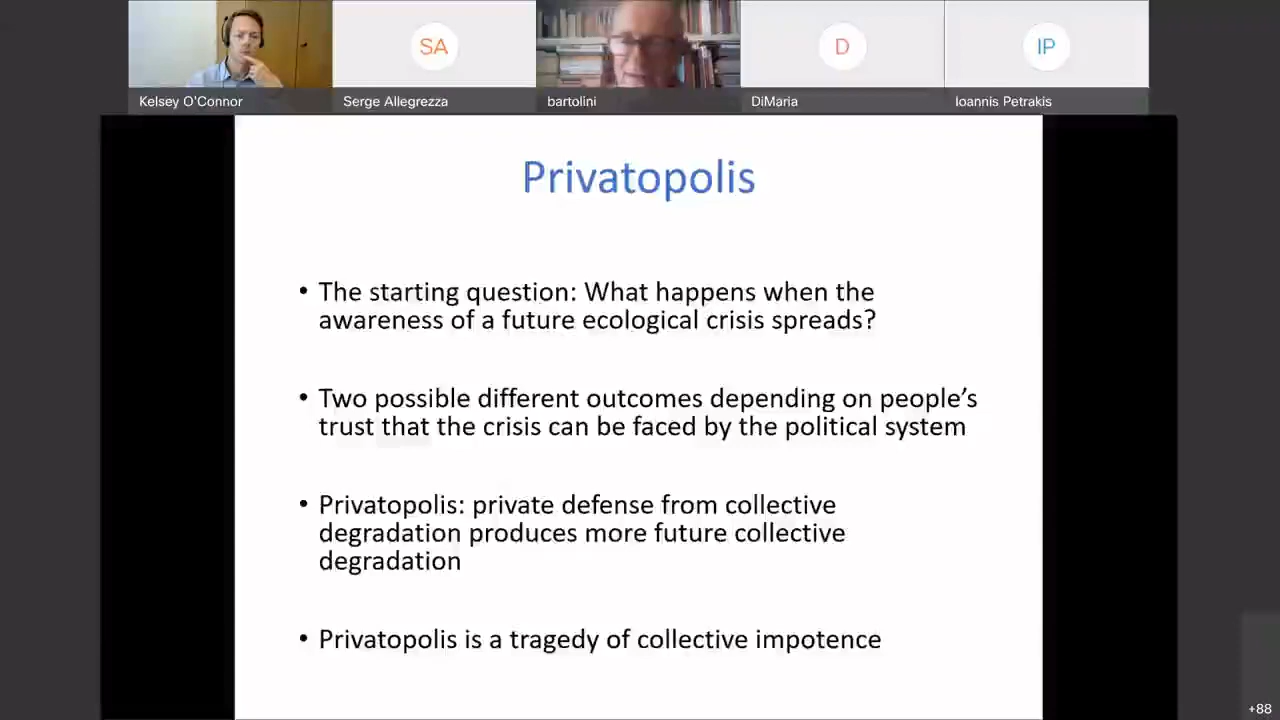 SA
D
IP
Kelsey O'Connor
Serge Allegrezza
bartolini
DiMaria
Ioannis Petrakis
Privatopolis
• The starting question: What happens when the
awareness of a future ecological crisis spreads?
• Two possible different outcomes depending on people's
trust that the crisis can be faced by the political system
• Privatopolis: private defense from collective
degradation produces more future collective
degradation
• Privatopolis is a tragedy of collective impotence
+88